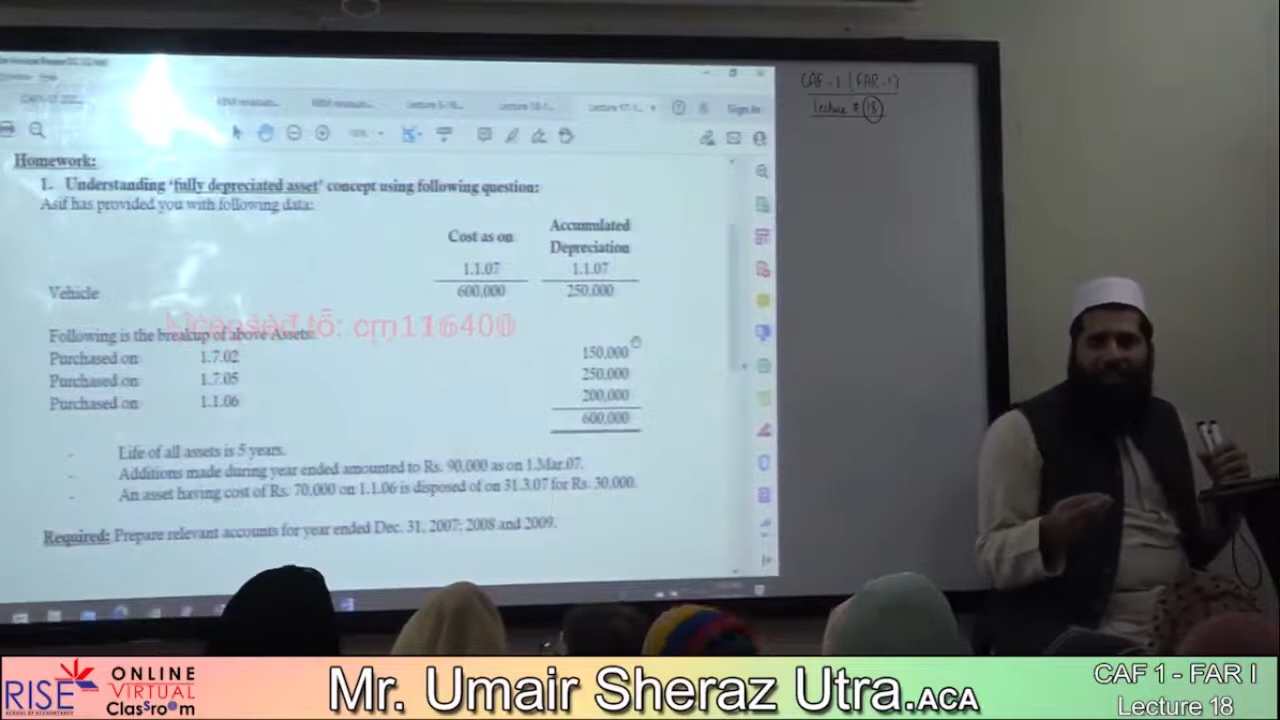 CAF-1 (FAR-1)
Lecture # 18
Sign In
Homework:
1. Understanding 'fully depreciated asset' concept using following question:
Asif has provided you with following data:
Cost as on
Accumulated
Depreciation
1.1.07 1.1.07
Vehicle 600,000 250,000
Licensed to: crn116400
Following is the breakup of above Assets:
Purchased on 1.7.02 150,000
Purchased on 1.7.05 250,000
Purchased on 1.1.06 200,000
600,000
- Life of all assets is 5 years.
- Additions made during year ended amounted to Rs. 90,000 as on 1.Mar.07.
- An asset having cost of Rs. 70,000 on 1.1.06 is disposed of on 31.3.07 for Rs. 30,000.
Required: Prepare relevant accounts for year ended Dec. 31, 2007; 2008 and 2009.
RISE
ONLINE
VIRTUAL
ClasSro@m
Mr. Umair Sheraz Utra.ACA
CAF 1 - FAR I
Lecture 18